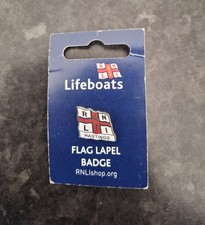 Lifeboats
R N
L I
HASTINGS
FLAG LAPEL
BADGE
RNLIshop.org